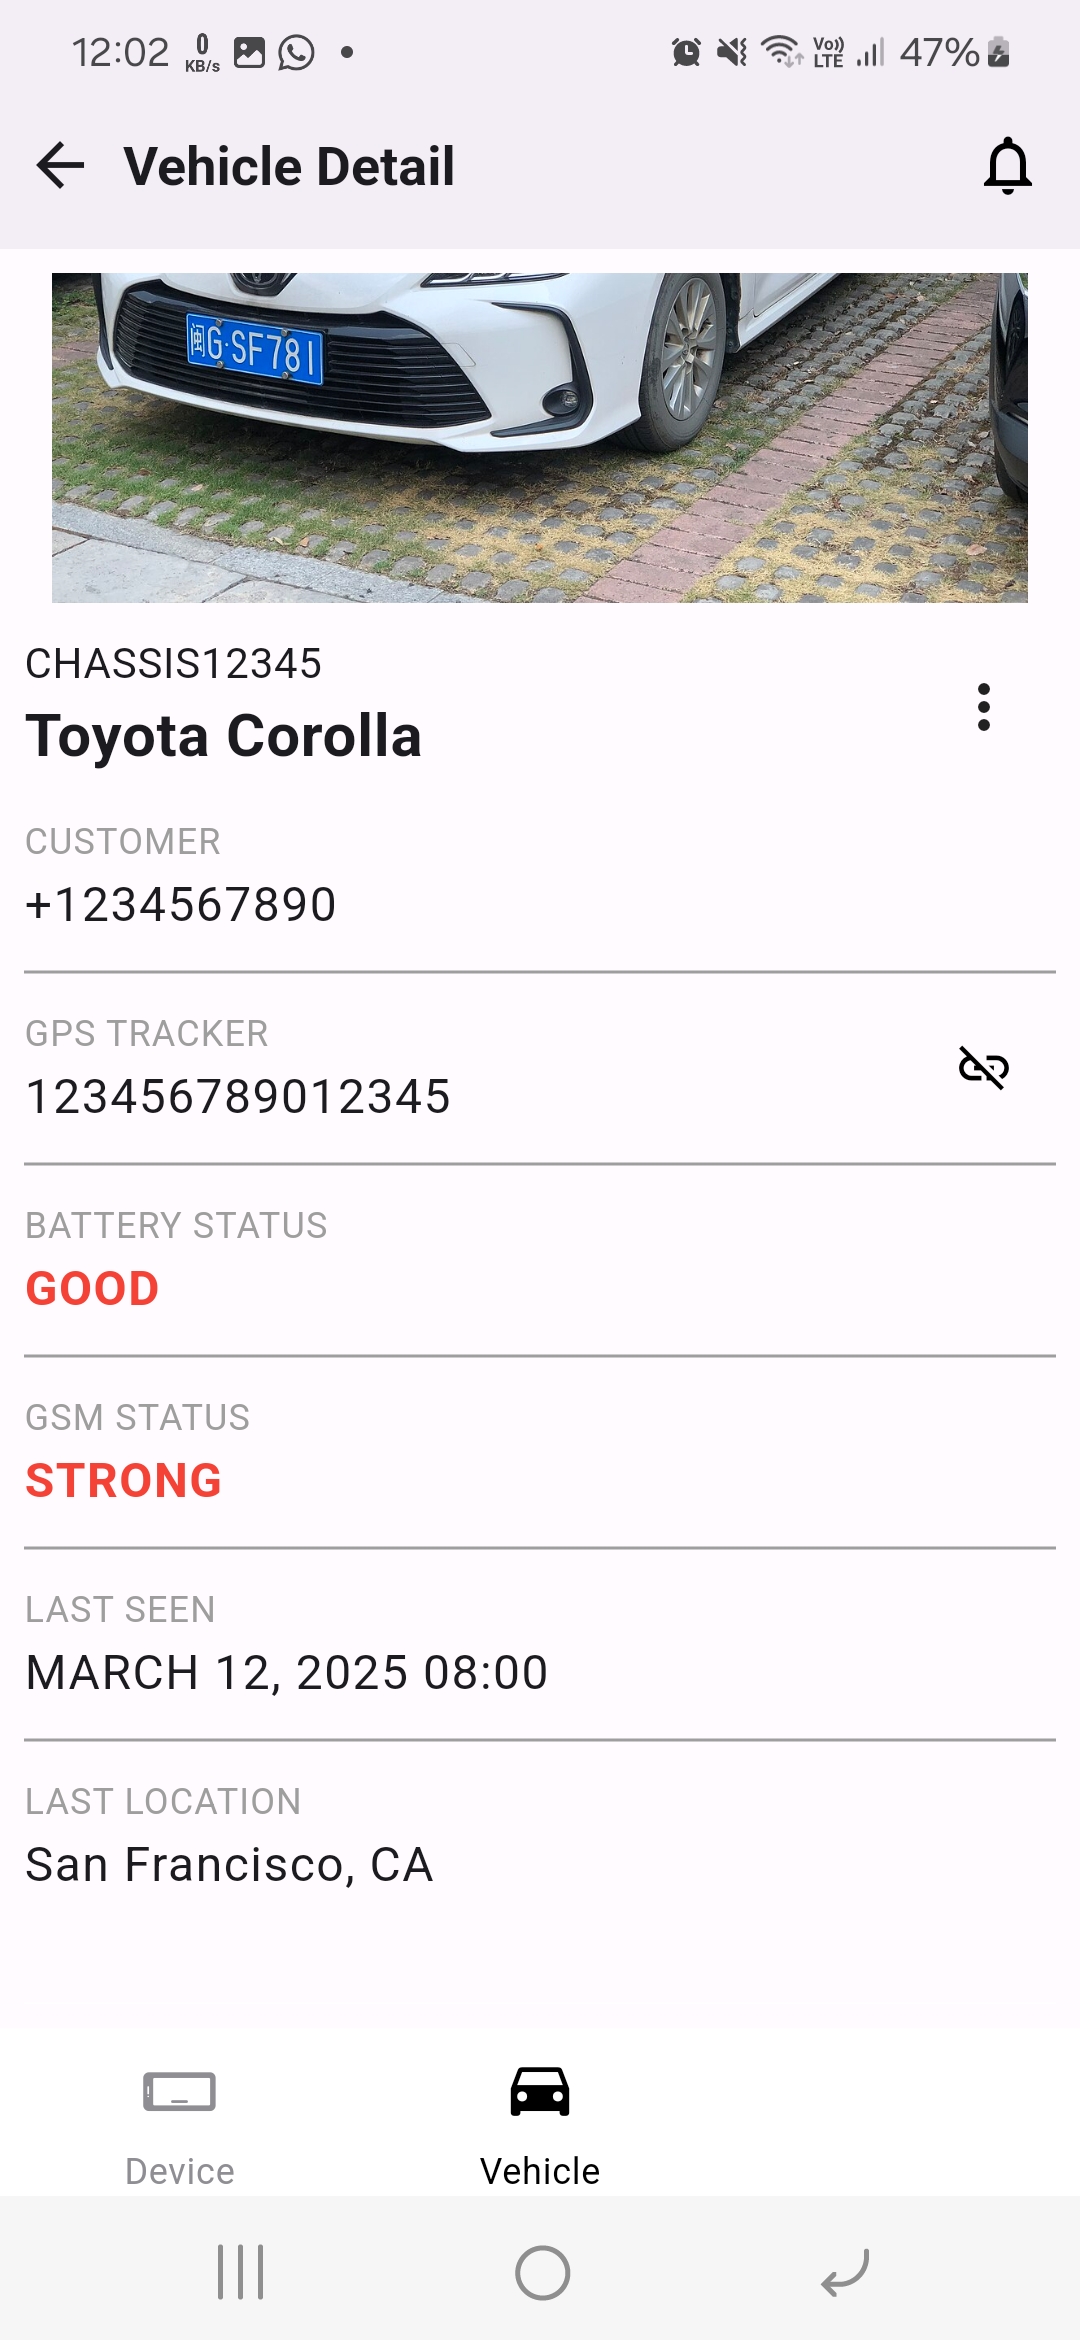 12:02
0
KB/s
Vo))
LTE
47%
Vehicle Detail
闽G·SF781
CHASSIS12345
Toyota Corolla
CUSTOMER
+1234567890
GPS TRACKER
123456789012345
BATTERY STATUS
GOOD
GSM STATUS
STRONG
LAST SEEN
MARCH 12, 2025 08:00
LAST LOCATION
San Francisco, CA
Device
Vehicle